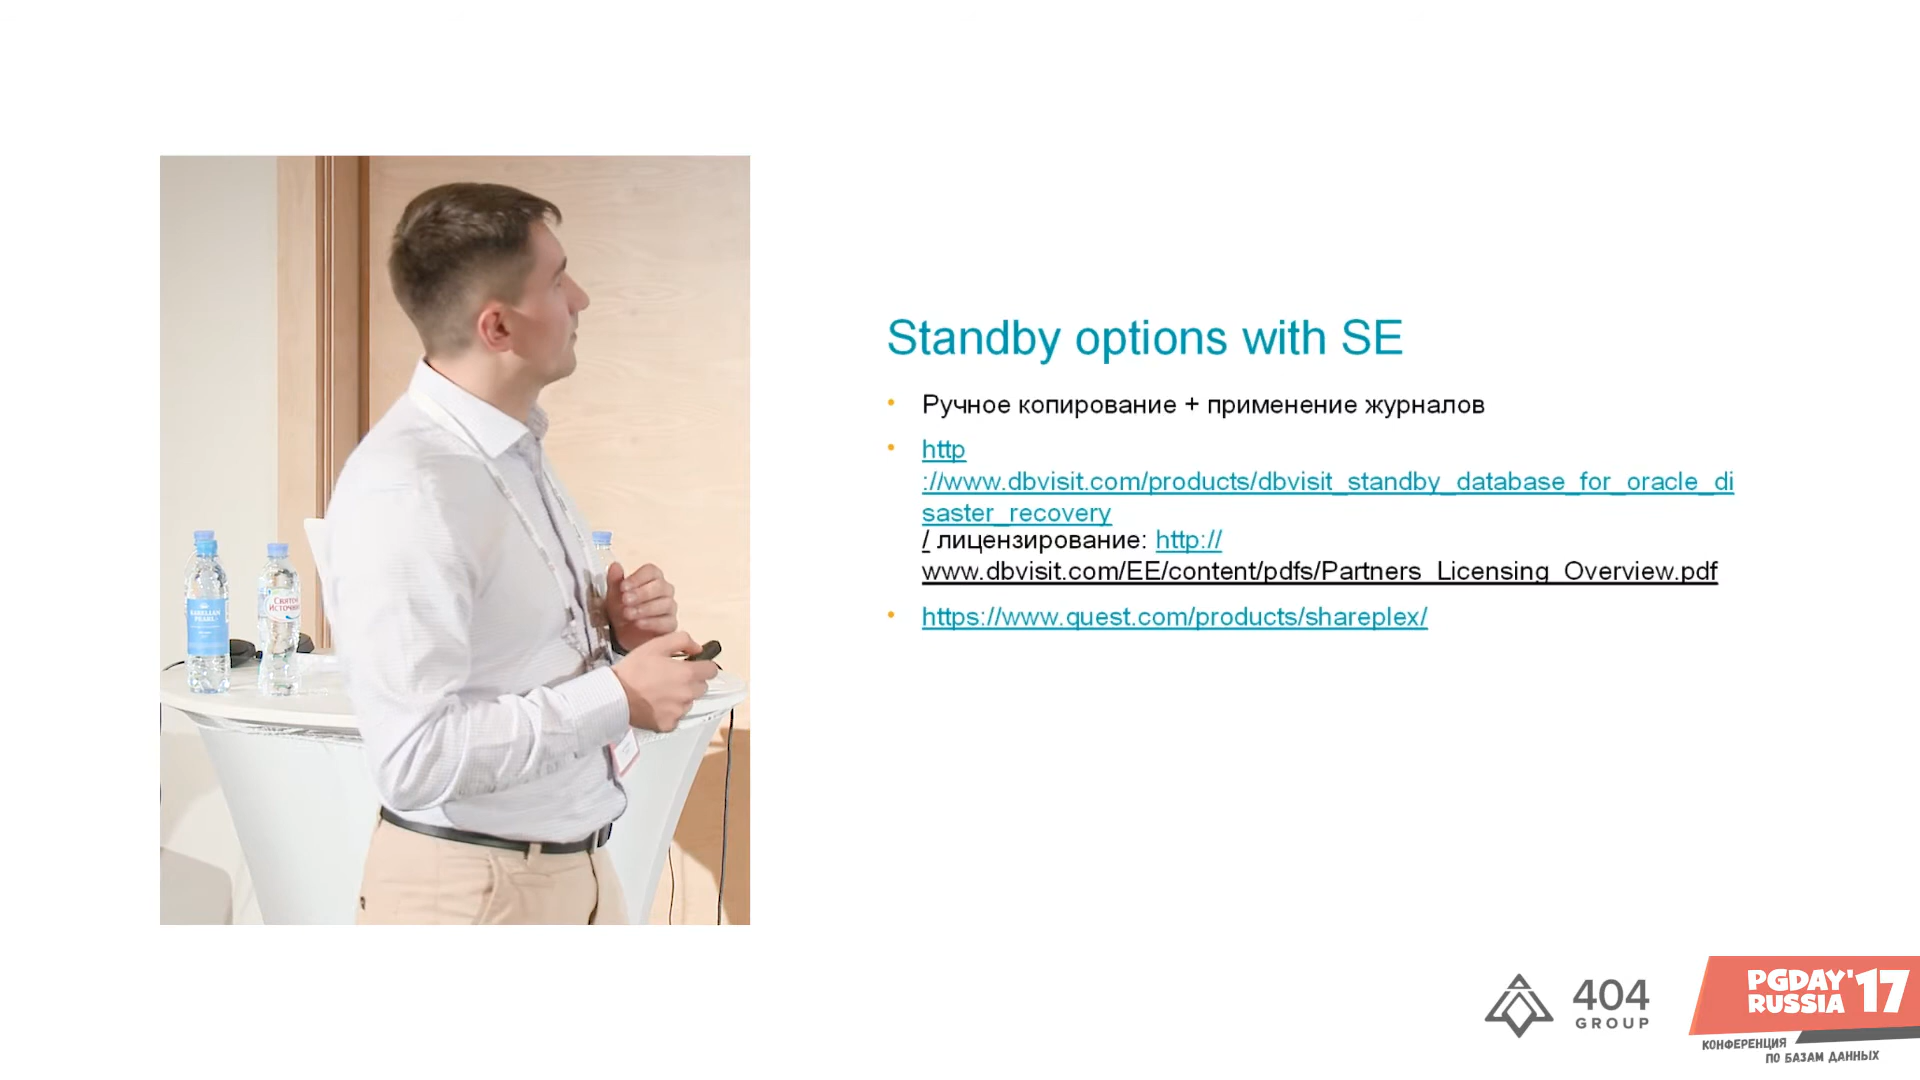 Standby options with SE
• Ручное копирование + применение журналов
• http
://www.dbvisit.com/products/dbvisit_standby_database_for_oracle_di
saster_recovery
/ лицензирование: http://
www.dbvisit.com/EE/content/pdfs/Partners_Licensing_Overview.pdf
• https://www.quest.com/products/shareplex/
СВЯТОЙ
ИСТОЧНИК
404
GROUP
PGDAY'17
RUSSIA
КОНФЕРЕНЦИЯ
ПО БАЗАМ ДАННЫХ